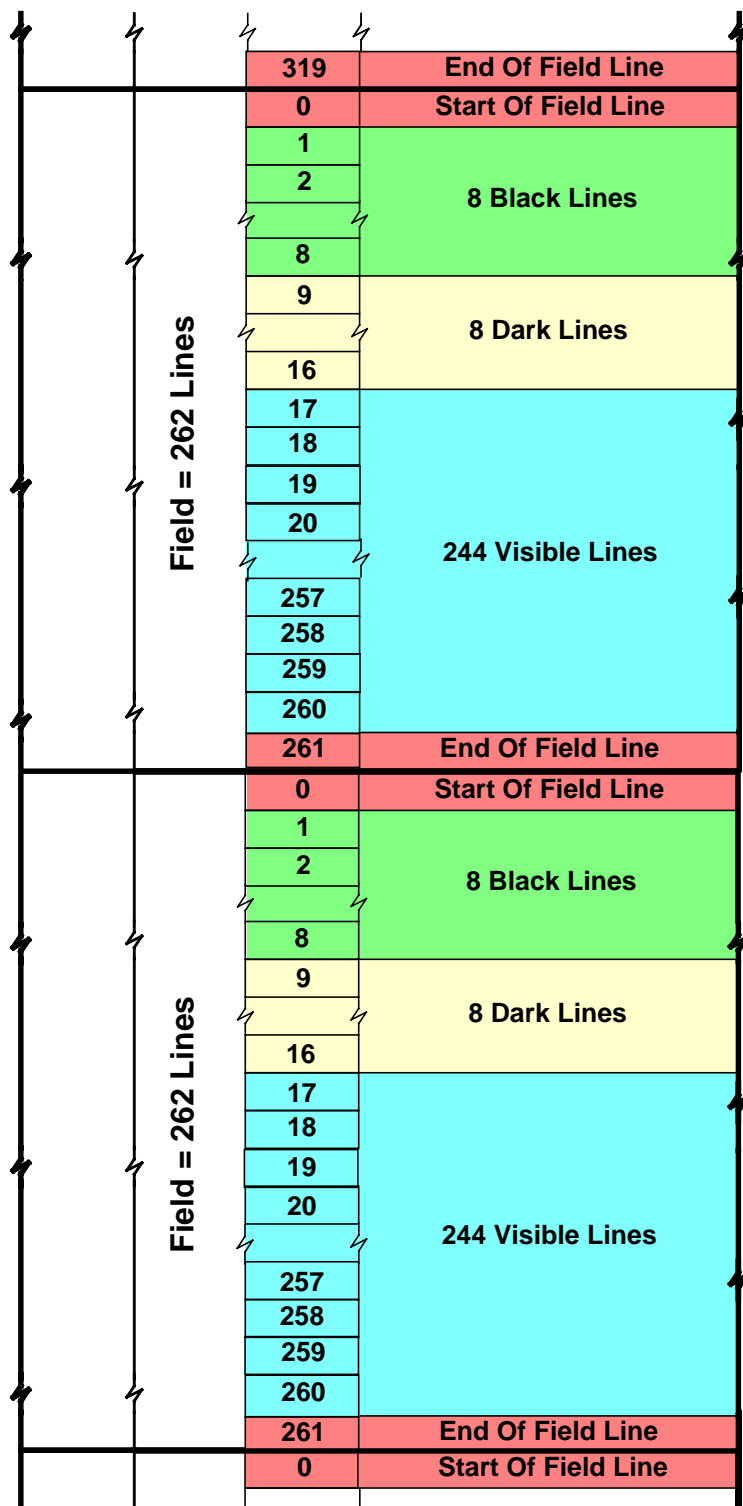 319 End Of Field Line
0 Start Of Field Line
1
2
8 Black Lines
8
9
8 Dark Lines
16
Field = 262 Lines
17
18
19
20
244 Visible Lines
257
258
259
260
261 End Of Field Line
0 Start Of Field Line
1
2
8 Black Lines
8
9
8 Dark Lines
16
Field = 262 Lines
17
18
19
20
244 Visible Lines
257
258
259
260
261 End Of Field Line
0 Start Of Field Line